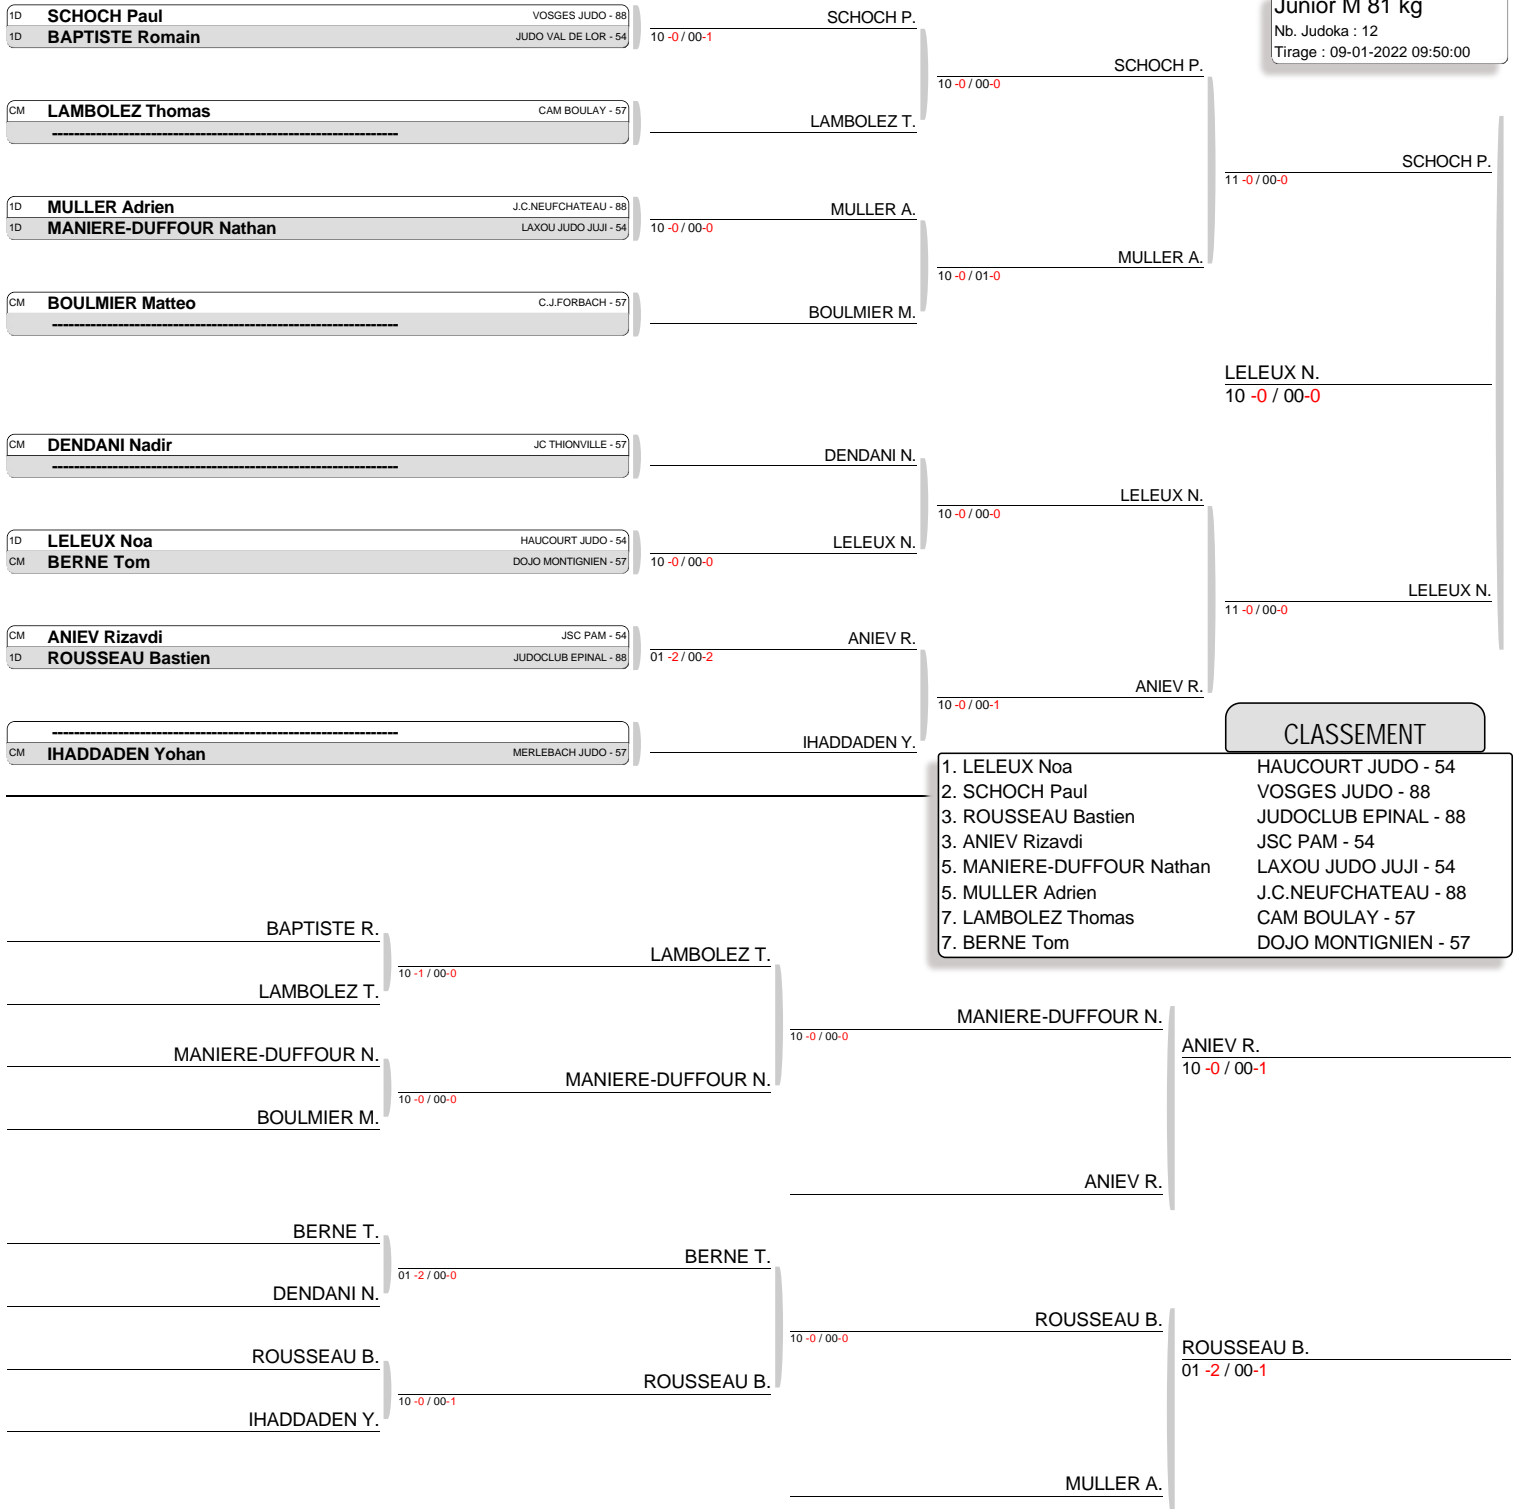 Junior M 81 kg
Nb. Judoka : 12
Tirage : 09-01-2022 09:50:00
1D SCHOCH Paul VOSGES JUDO - 88
1D BAPTISTE Romain JUDO VAL DE LOR - 54
CM LAMBOLEZ Thomas CAM BOULAY - 57
------------------------------------------------------------------
1D MULLER Adrien J.C.NEUFCHATEAU - 88
1D MANIERE-DUFFOUR Nathan LAXOU JUDO JUJI - 54
CM BOULMIER Matteo C.J.FORBACH - 57
------------------------------------------------------------------
CM DENDANI Nadir JC THIONVILLE - 57
------------------------------------------------------------------
1D LELEUX Noa HAUCOURT JUDO - 54
CM BERNE Tom DOJO MONTIGNIEN - 57
CM ANIEV Rizavdi JSC PAM - 54
1D ROUSSEAU Bastien JUDOCLUB EPINAL - 88
------------------------------------------------------------------
CM IHADDADEN Yohan MERLEBACH JUDO - 57
SCHOCH P.
10 -0 / 00-1
LAMBOLEZ T.
MULLER A.
10 -0 / 00-0
BOULMIER M.
DENDANI N.
LELEUX N.
10 -0 / 00-0
ANIEV R.
01 -2 / 00-2
IHADDADEN Y.
SCHOCH P.
10 -0 / 00-0
MULLER A.
10 -0 / 01-0
LELEUX N.
10 -0 / 00-0
ANIEV R.
10 -0 / 00-1
SCHOCH P.
11 -0 / 00-0
LELEUX N.
10 -0 / 00-0
LELEUX N.
11 -0 / 00-0
CLASSEMENT
1. LELEUX Noa HAUCOURT JUDO - 54
2. SCHOCH Paul VOSGES JUDO - 88
3. ROUSSEAU Bastien JUDOCLUB EPINAL - 88
3. ANIEV Rizavdi JSC PAM - 54
5. MANIERE-DUFFOUR Nathan LAXOU JUDO JUJI - 54
5. MULLER Adrien J.C.NEUFCHATEAU - 88
7. LAMBOLEZ Thomas CAM BOULAY - 57
7. BERNE Tom DOJO MONTIGNIEN - 57
BAPTISTE R.
LAMBOLEZ T.
MANIERE-DUFFOUR N.
BOULMIER M.
BERNE T.
DENDANI N.
ROUSSEAU B.
IHADDADEN Y.
LAMBOLEZ T.
10 -1 / 00-0
MANIERE-DUFFOUR N.
10 -0 / 00-0
BERNE T.
01 -2 / 00-0
ROUSSEAU B.
10 -0 / 00-1
MANIERE-DUFFOUR N.
10 -0 / 00-0
ANIEV R.
ROUSSEAU B.
10 -0 / 00-0
MULLER A.
ANIEV R.
10 -0 / 00-1
ROUSSEAU B.
01 -2 / 00-1